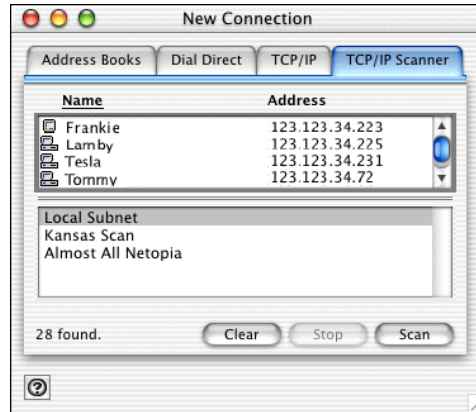 New Connection
Address Books Dial Direct TCP/IP TCP/IP Scanner
Name Address
Frankie 123.123.34.223
Lamby 123.123.34.225
Tesla 123.123.34.231
Tommy 123.123.34.72
Local Subnet
Kansas Scan
Almost All Netopia
28 found. Clear Stop Scan
?